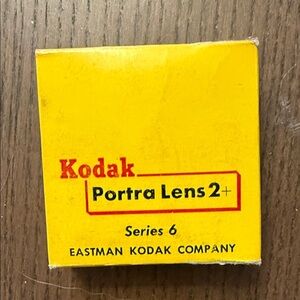 Kodak
Portra Lens 2+
Series 6
EASTMAN KODAK COMPANY